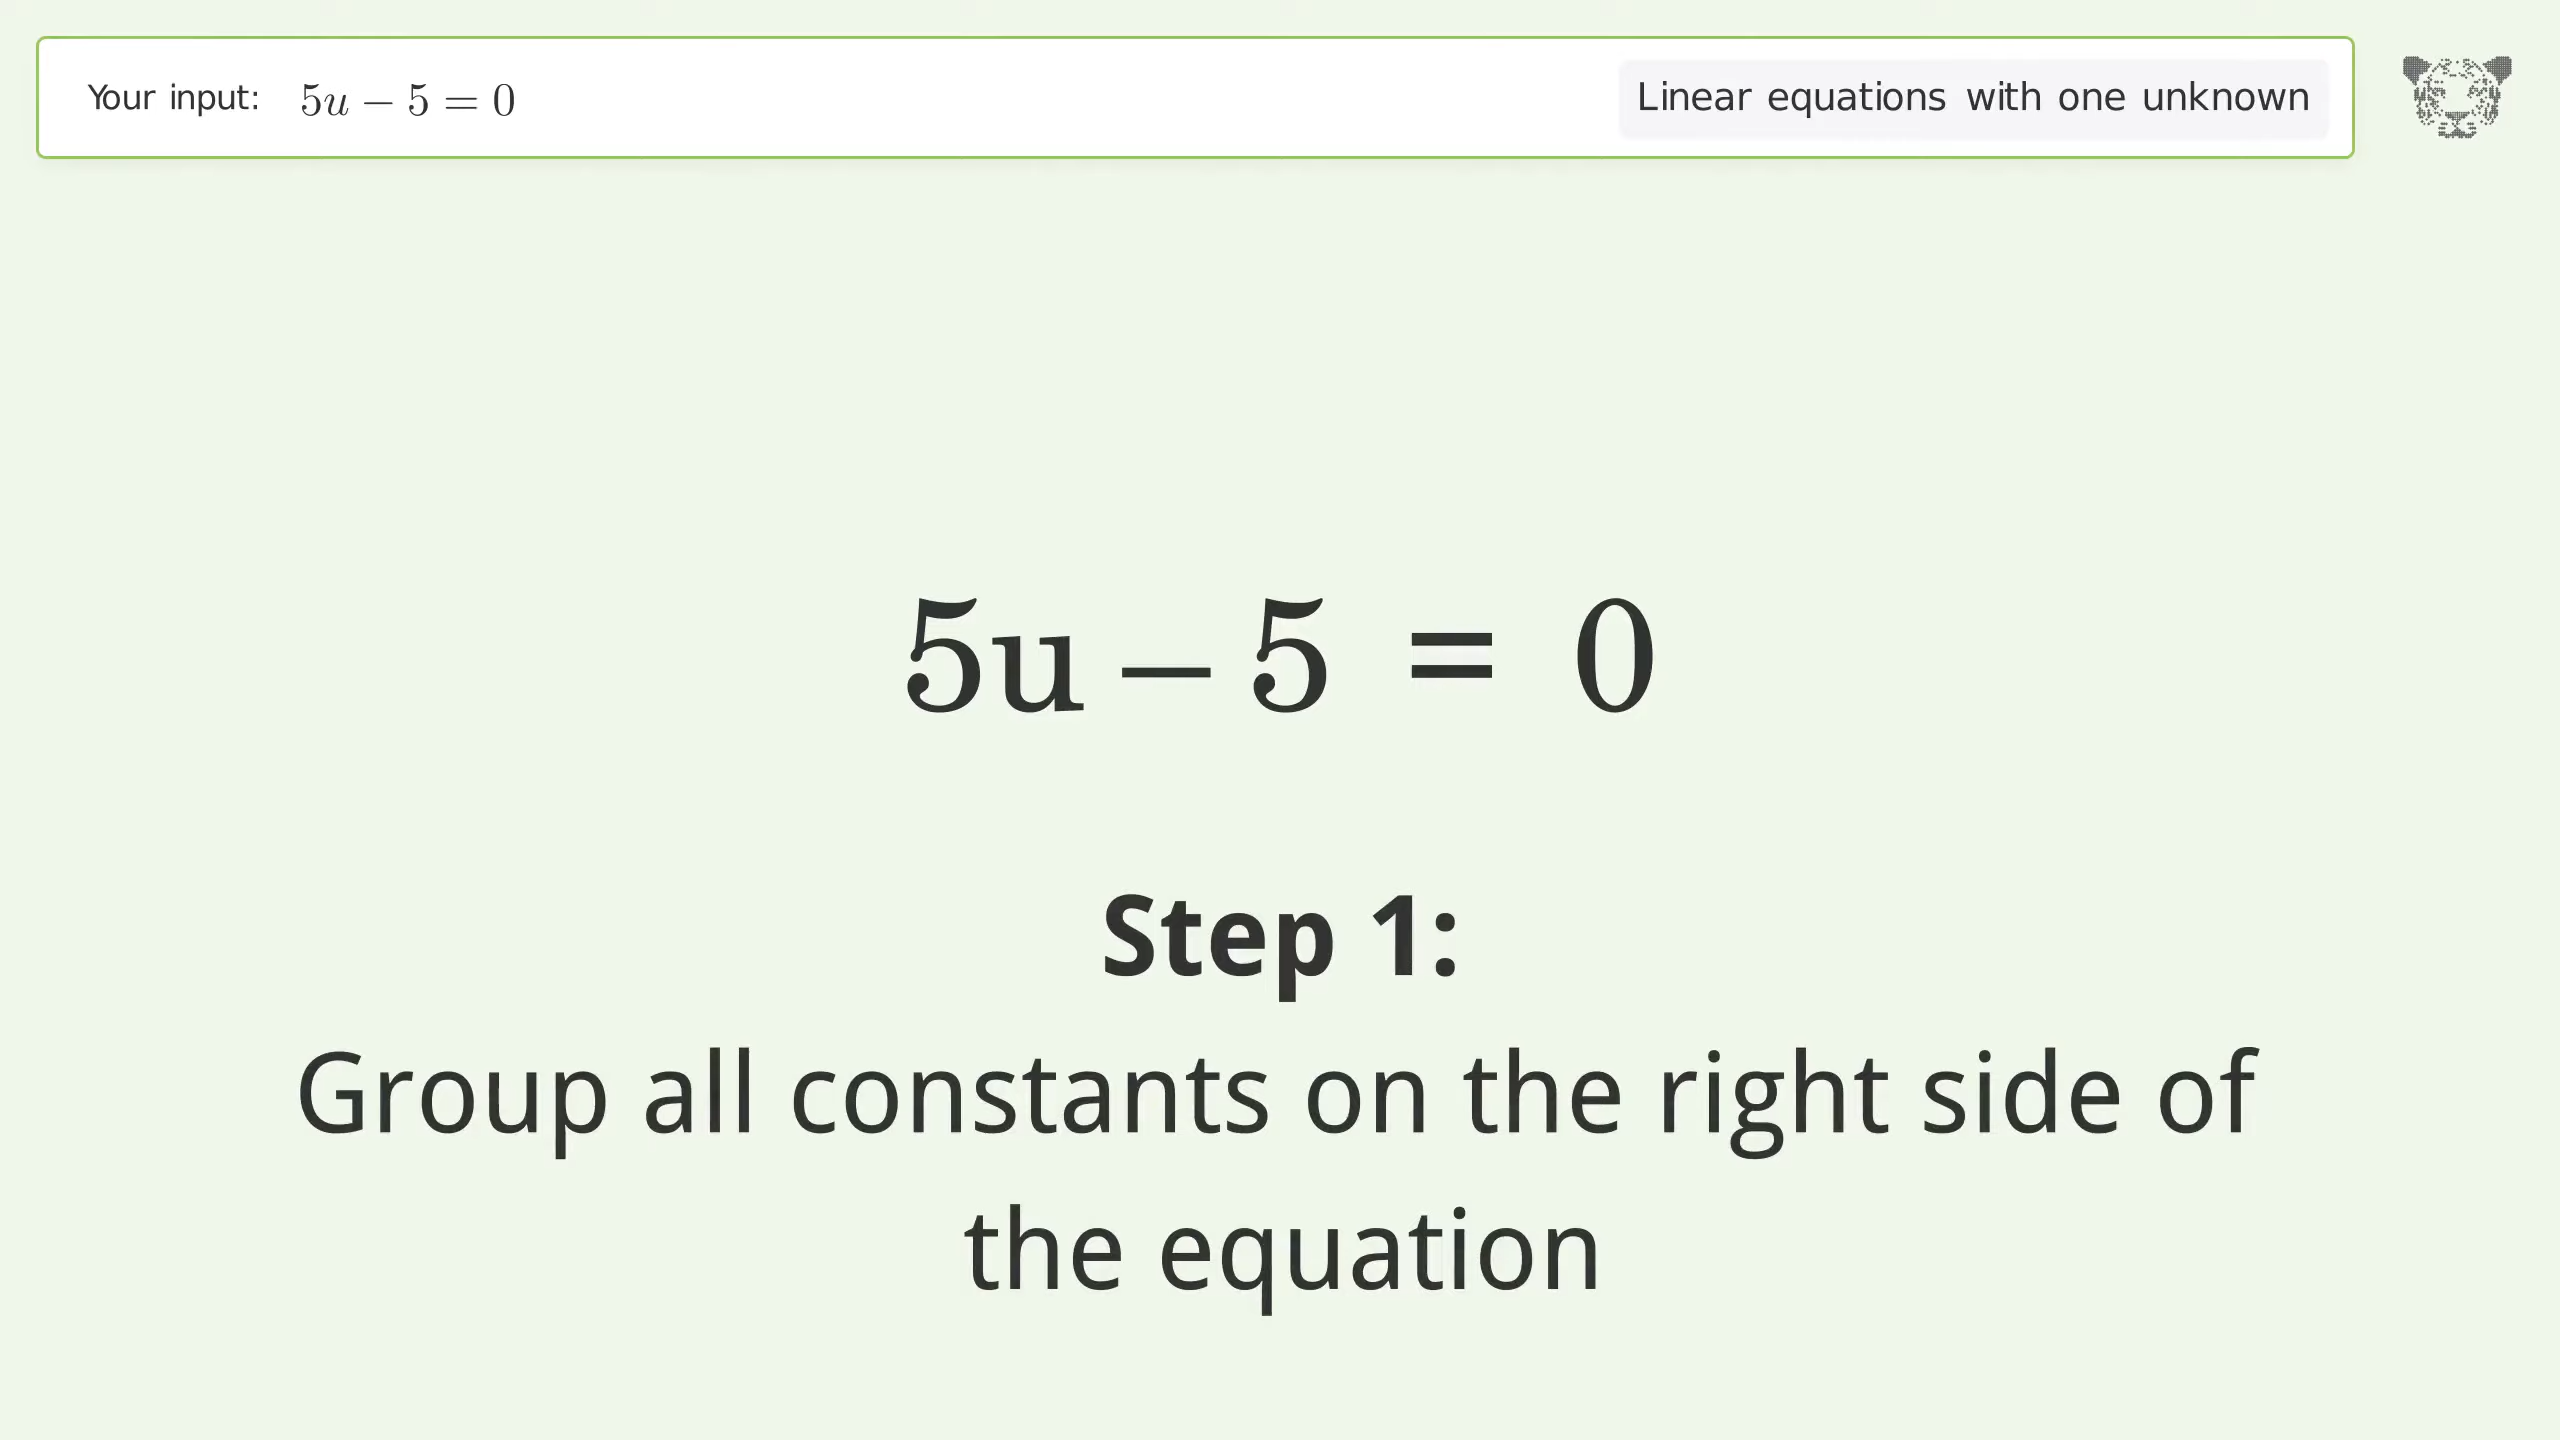 Your input: 5u − 5 = 0
Linear equations with one unknown
5u – 5 = 0
Step 1:
Group all constants on the right side of
the equation